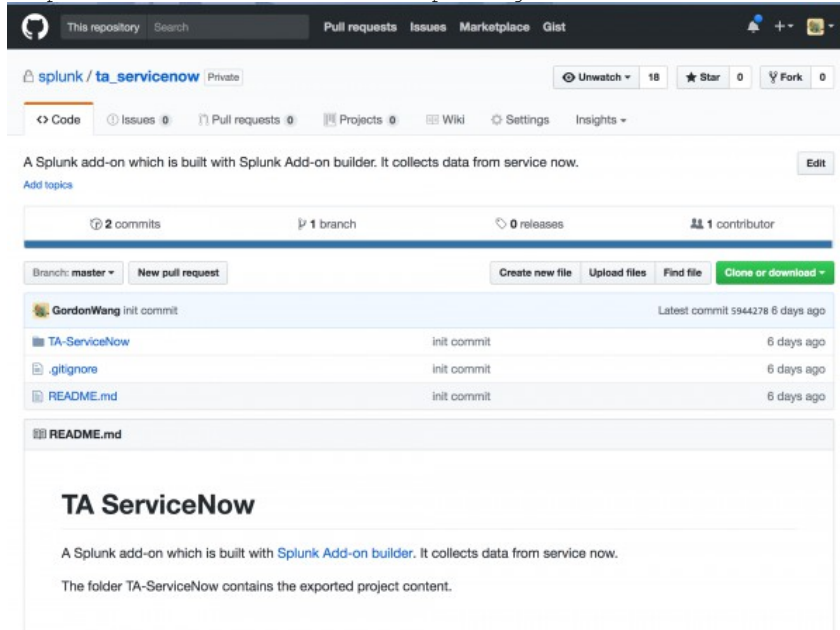 This repository Search Pull requests Issues Marketplace Gist
splunk / ta_servicenow Private Unwatch 18 Star 0 Fork 0
Code Issues 0 Pull requests 0 Projects 0 Wiki Settings Insights
A Splunk add-on which is built with Splunk Add-on builder. It collects data from service now. Edit
Add topics
2 commits 1 branch 0 releases 1 contributor
Branch: master New pull request Create new file Upload files Find file Clone or download
GordonWang init commit Latest commit 5944278 6 days ago
TA-ServiceNow init commit 6 days ago
.gitignore init commit 6 days ago
README.md init commit 6 days ago
README.md
TA ServiceNow
A Splunk add-on which is built with Splunk Add-on builder. It collects data from service now.
The folder TA-ServiceNow contains the exported project content.